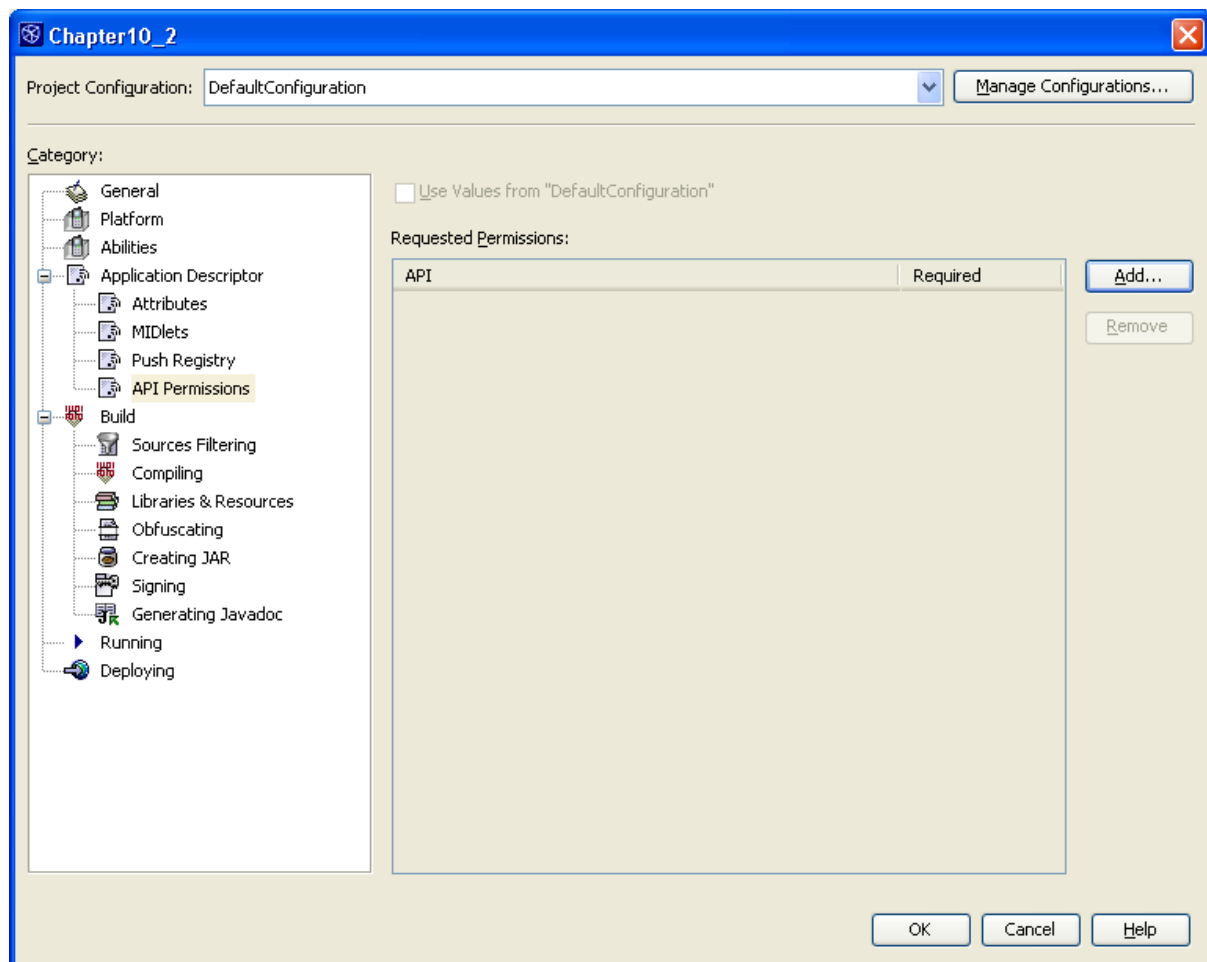 Chapter10_2
Project Configuration: DefaultConfiguration Manage Configurations...
Category:
General
Platform
Abilities
Application Descriptor
Attributes
MIDlets
Push Registry
API Permissions
Build
Sources Filtering
Compiling
Libraries & Resources
Obfuscating
Creating JAR
Signing
Generating Javadoc
Running
Deploying
Use Values from "DefaultConfiguration"
Requested Permissions:
API Required
Add...
Remove
OK Cancel Help